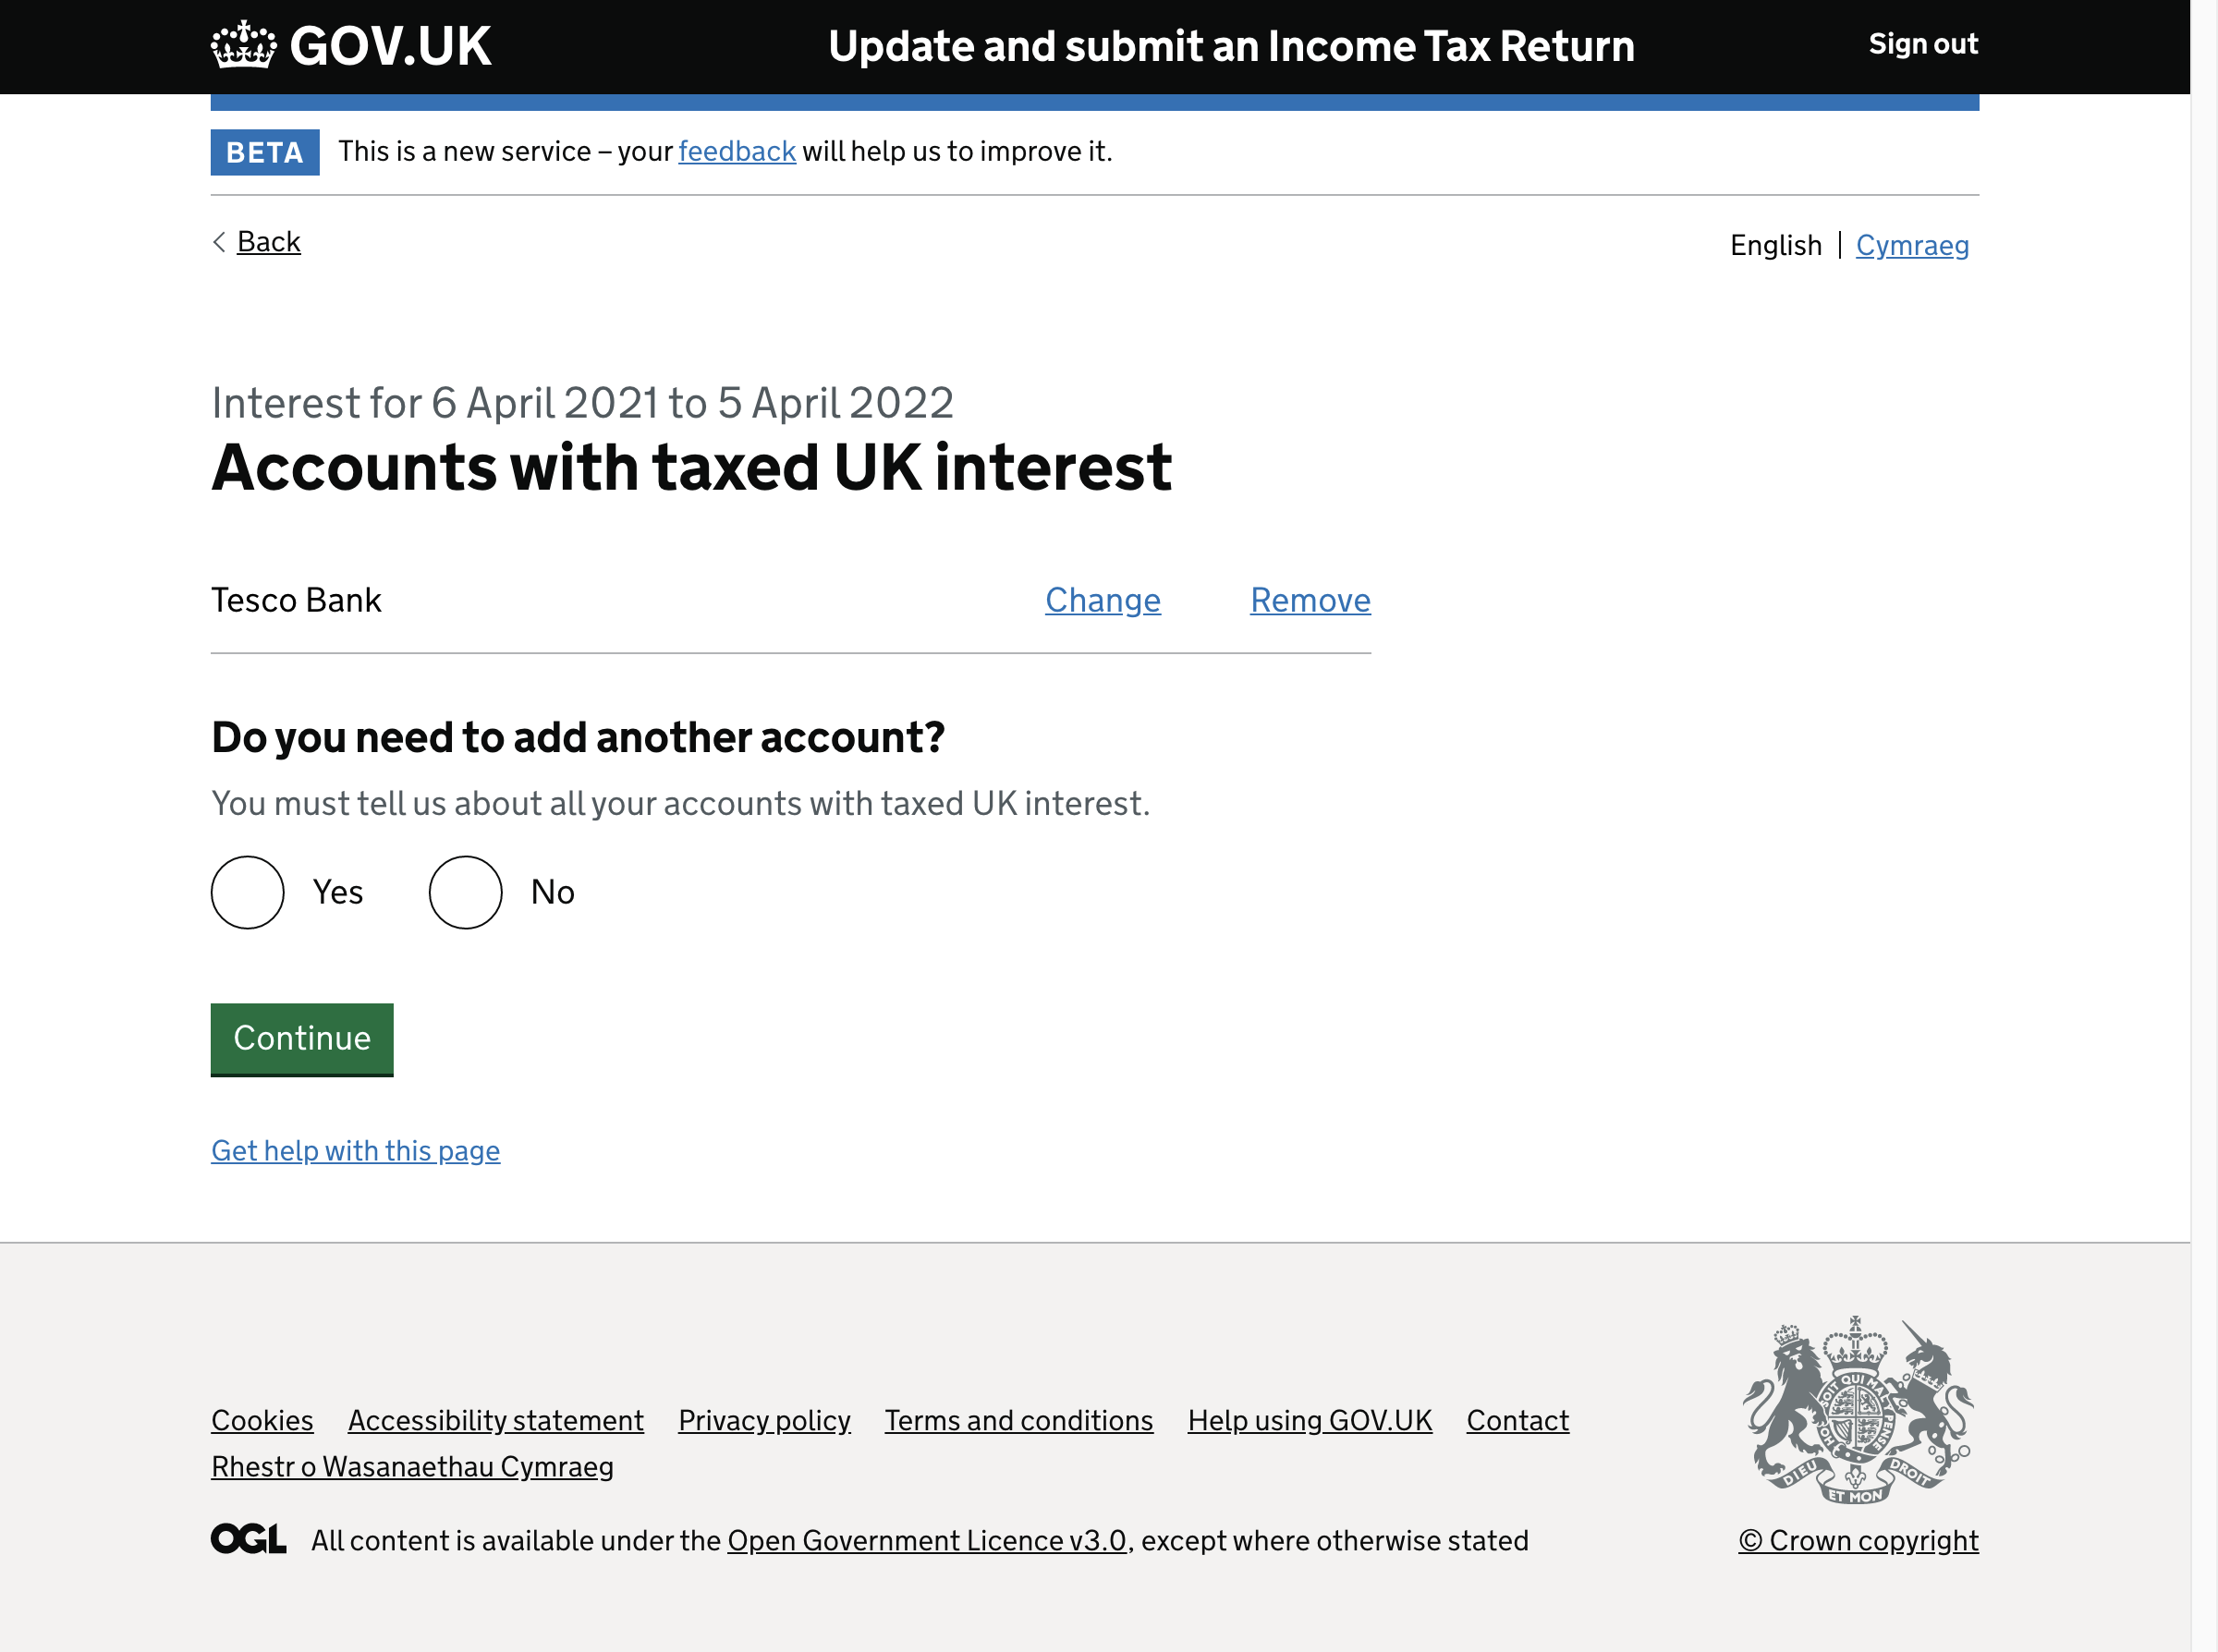 GOV.UK Update and submit an Income Tax Return Sign out
BETA This is a new service – your feedback will help us to improve it.
Back English Cymraeg
Interest for 6 April 2021 to 5 April 2022
Accounts with taxed UK interest
Tesco Bank Change Remove
Do you need to add another account?
You must tell us about all your accounts with taxed UK interest.
Yes No
Continue
Get help with this page
Cookies Accessibility statement Privacy policy Terms and conditions Help using GOV.UK Contact
Rhestr o Wasanaethau Cymraeg
DIEU ET MON DROIT
OGL All content is available under the Open Government Licence v3.0, except where otherwise stated
© Crown copyright